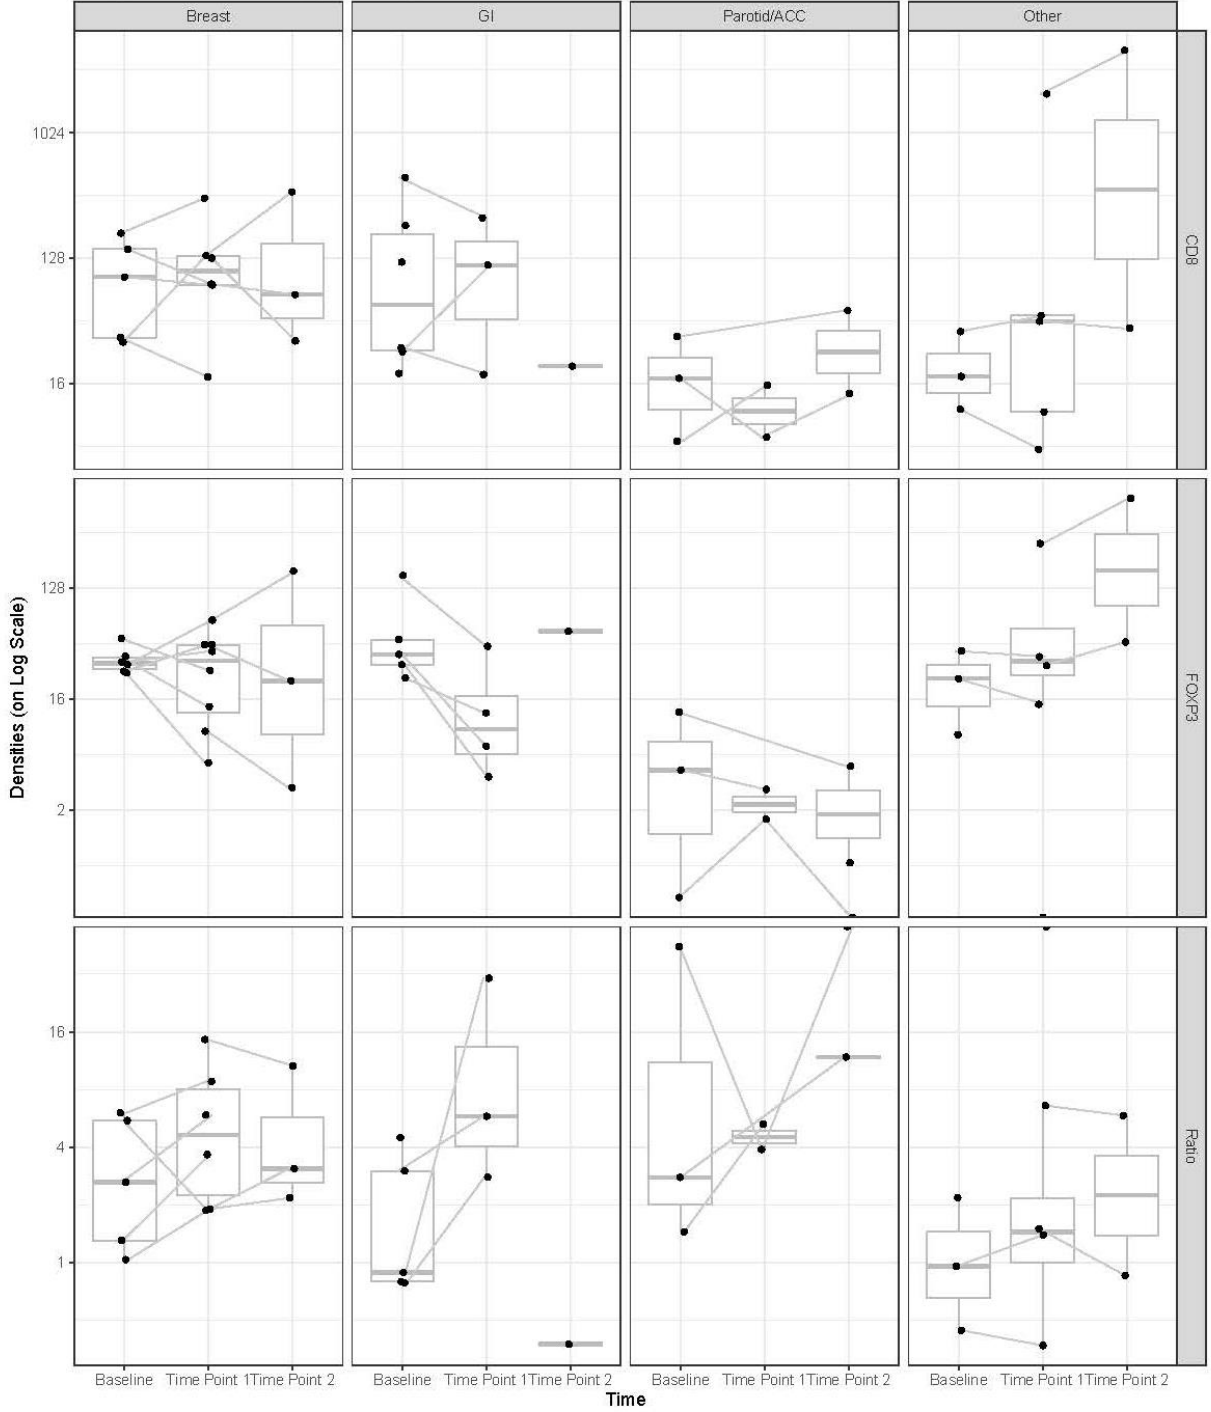 Breast GI Parotid/ACC Other
1024
128
16
CD8
128
16
2
FOXP3
Densities (on Log Scale)
16
4
1
Ratio
Baseline Time Point 1 Time Point 2 Baseline Time Point 1 Time Point 2 Baseline Time Point 1 Time Point 2 Baseline Time Point 1 Time Point 2
Time